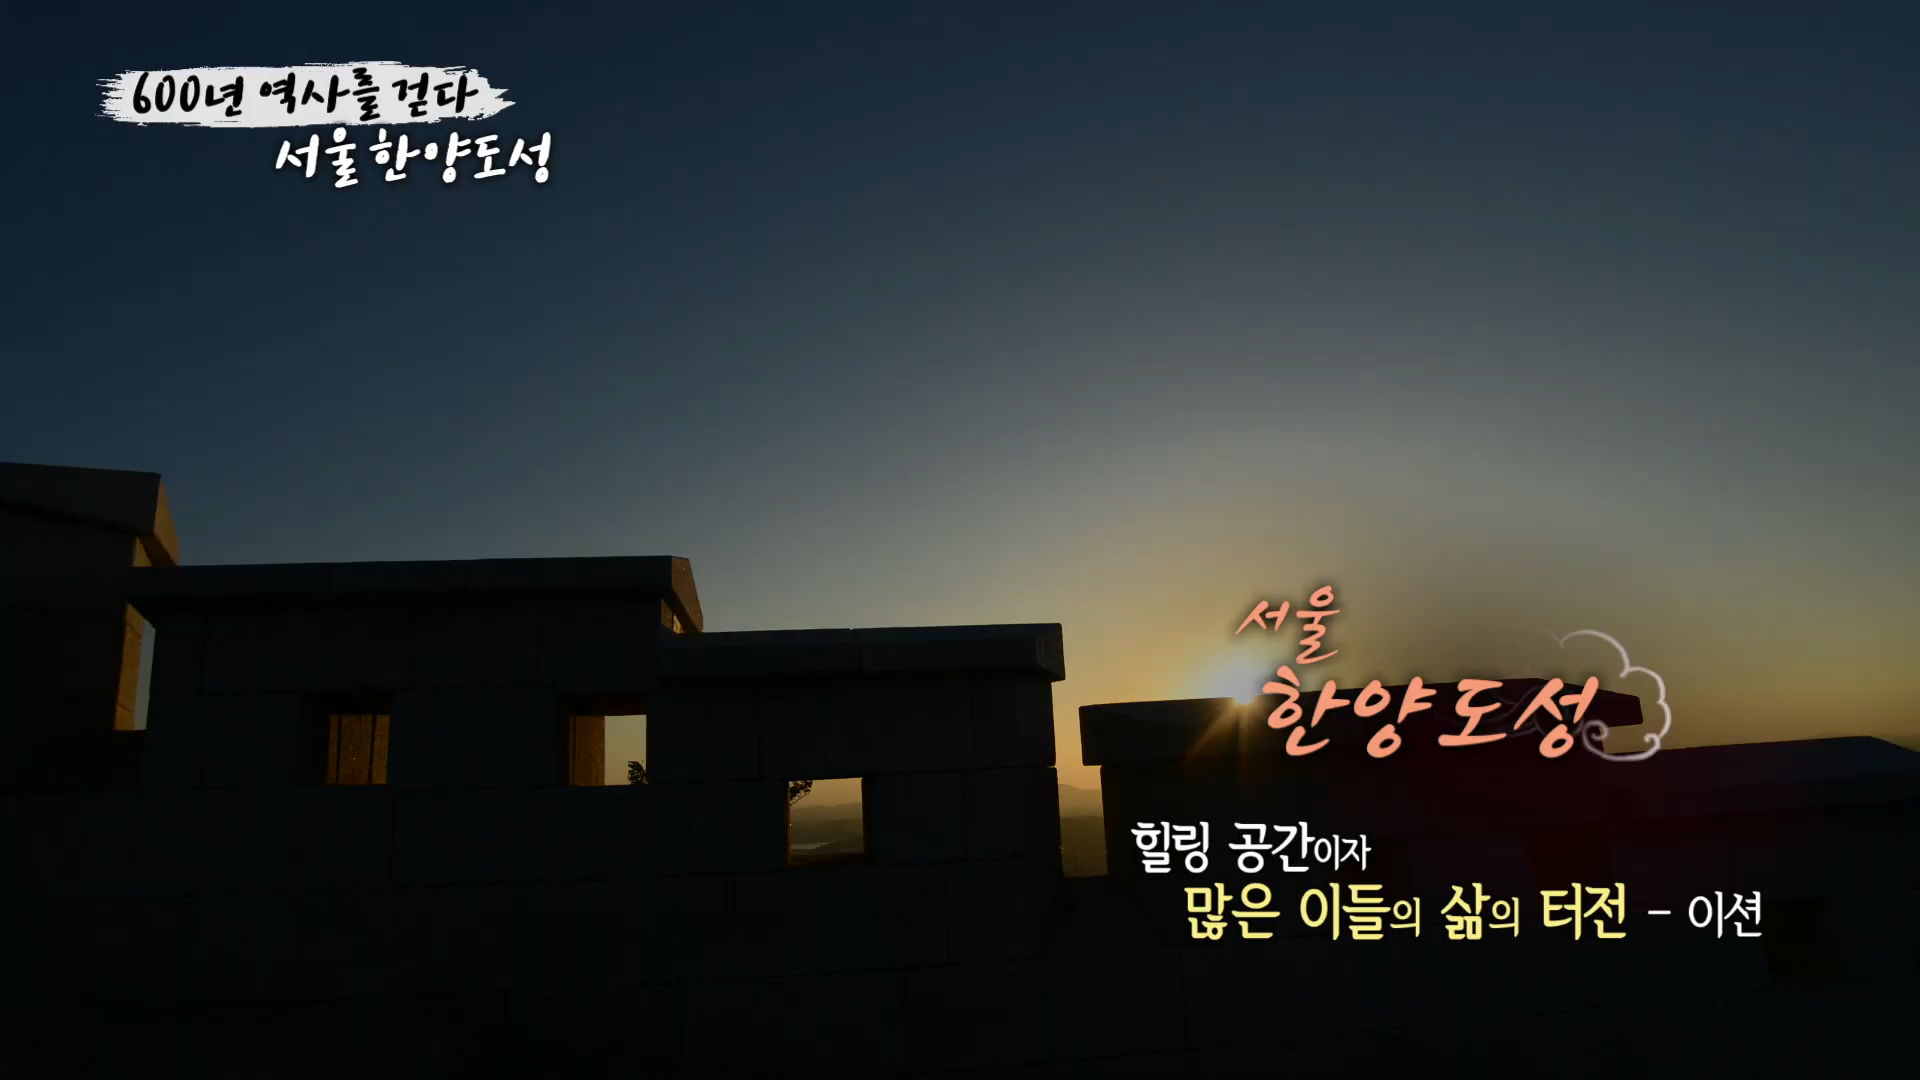 600년 역사를 걷다
서울 한양도성
서울
한양도성
힐링 공간이자
많은 이들의 삶의 터전 - 이션